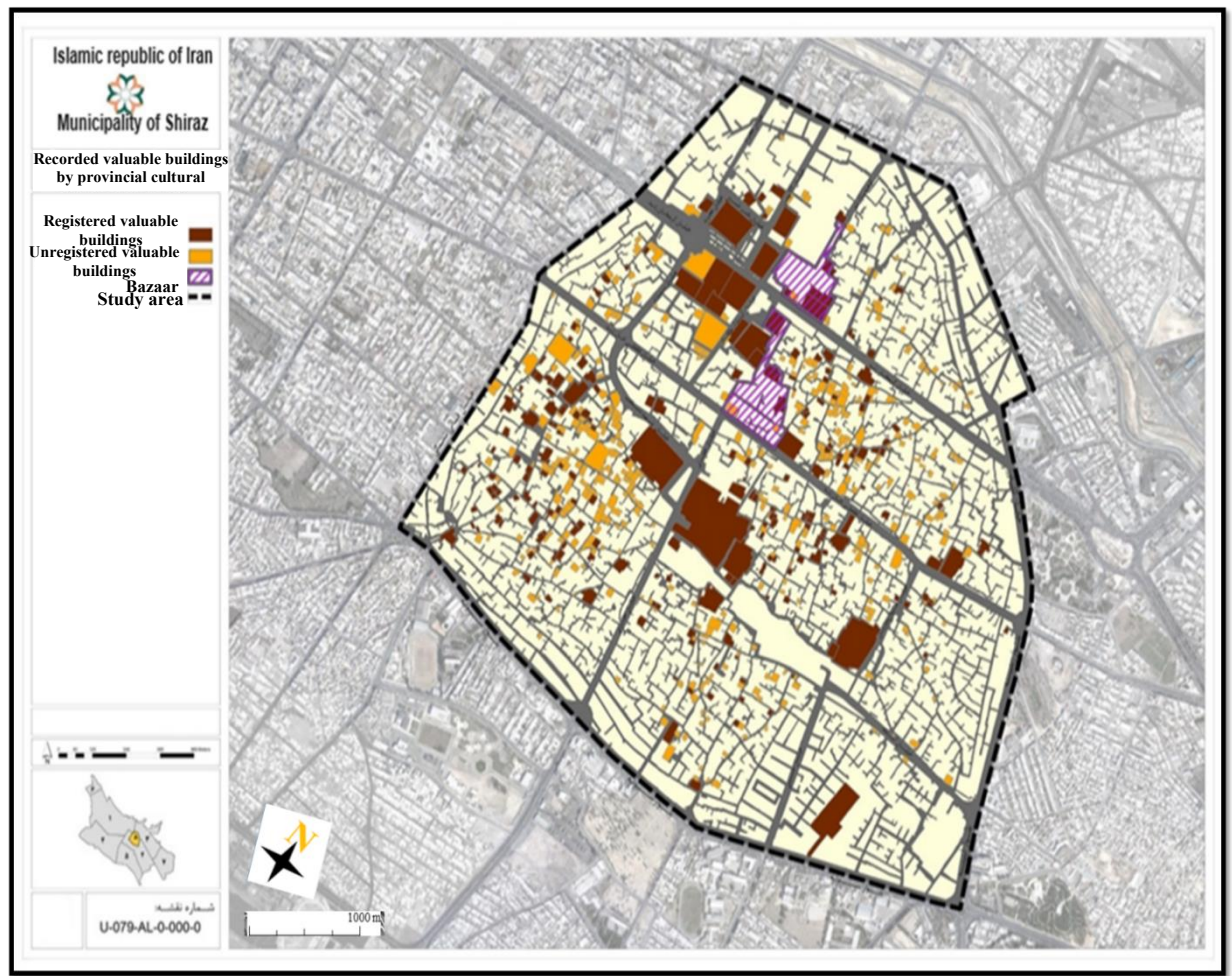 Islamic republic of Iran
Municipality of Shiraz
Recorded valuable buildings
by provincial cultural
Registered valuable
buildings
Unregistered valuable
buildings
Bazaar
Study area
N
1000 m
شماره نقشه:
U-079-AL-0-000-0